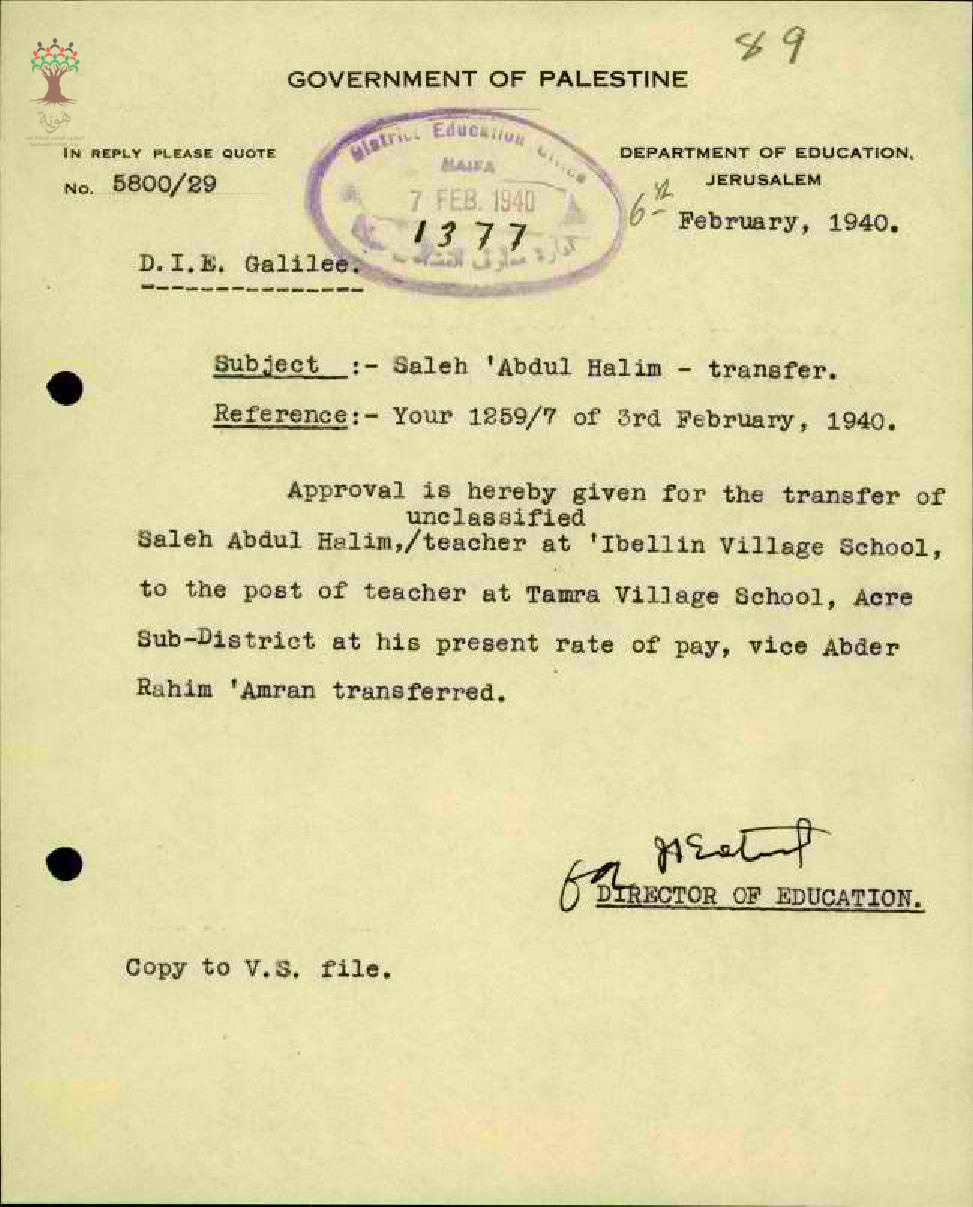 89
هوية
GOVERNMENT OF PALESTINE
IN REPLY PLEASE QUOTE
No. 5800/29
District Education Office
HAIFA
7 FEB. 1940
1377
DEPARTMENT OF EDUCATION,
JERUSALEM
6th February, 1940.
D.I.E. Galilee.
Subject :- Saleh 'Abdul Halim - transfer.
Reference:- Your 1259/7 of 3rd February, 1940.
Approval is hereby given for the transfer of
unclassified
Saleh Abdul Halim,/teacher at 'Ibellin Village School,
to the post of teacher at Tamra Village School, Acre
Sub-District at his present rate of pay, vice Abder
Rahim 'Amran transferred.
for DIRECTOR OF EDUCATION.
Copy to V.S. file.